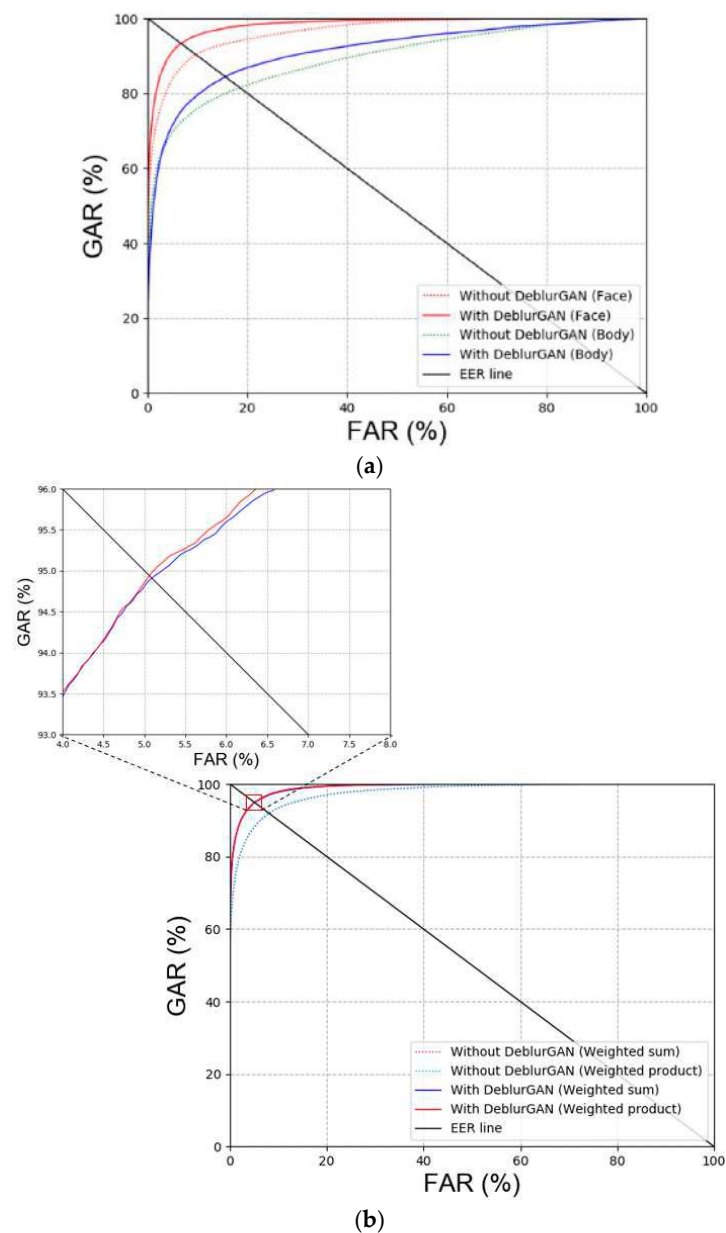 100
80
60
40
20
0
GAR (%)
Without DeblurGAN (Face)
With DeblurGAN (Face)
Without DeblurGAN (Body)
With DeblurGAN (Body)
EER line
0 20 40 60 80 100
FAR (%)
(a)
96.0
95.5
95.0
94.5
94.0
93.5
93.0
GAR (%)
4.0 4.5 5.0 5.5 6.0 6.5 7.0 7.5 8.0
FAR (%)
100
80
60
40
20
0
GAR (%)
Without DeblurGAN (Weighted sum)
Without DeblurGAN (Weighted product)
With DeblurGAN (Weighted sum)
With DeblurGAN (Weighted product)
EER line
0 20 40 60 80 100
FAR (%)
(b)